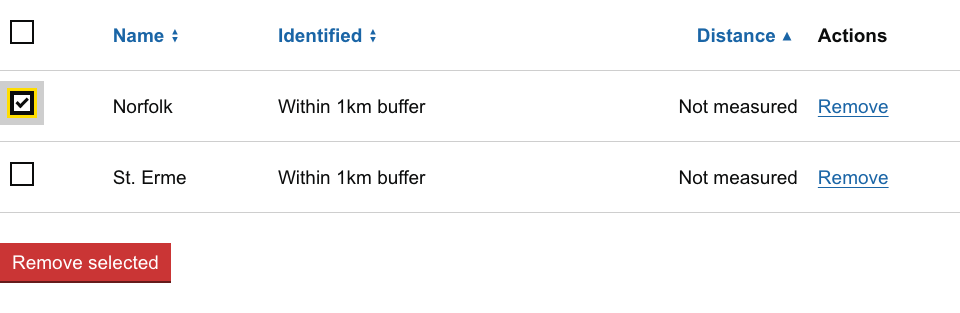 Name Identified Distance Actions
Norfolk Within 1km buffer Not measured Remove
St. Erme Within 1km buffer Not measured Remove
Remove selected